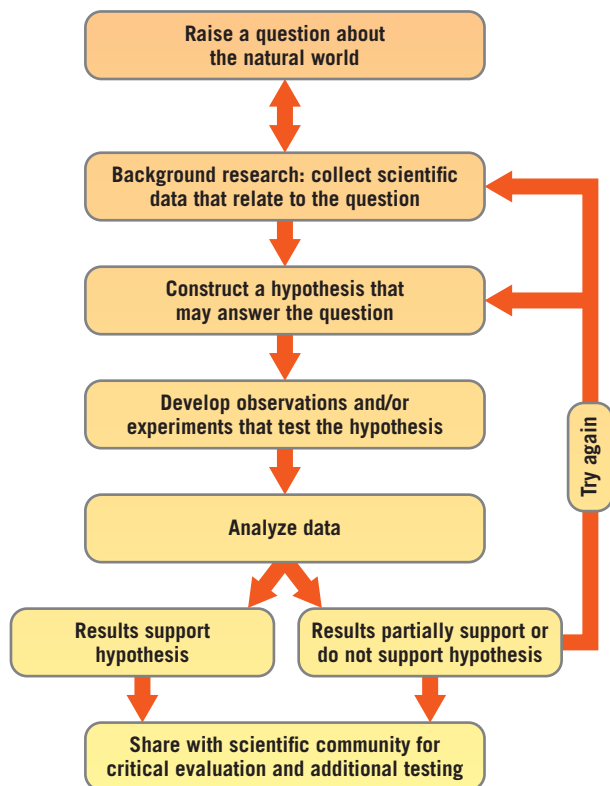 Raise a question about
the natural world
Background research: collect scientific
data that relate to the question
Construct a hypothesis that
may answer the question
Develop observations and/or
experiments that test the hypothesis
Try again
Analyze data
Results support
hypothesis
Results partially support or
do not support hypothesis
Share with scientific community for
critical evaluation and additional testing